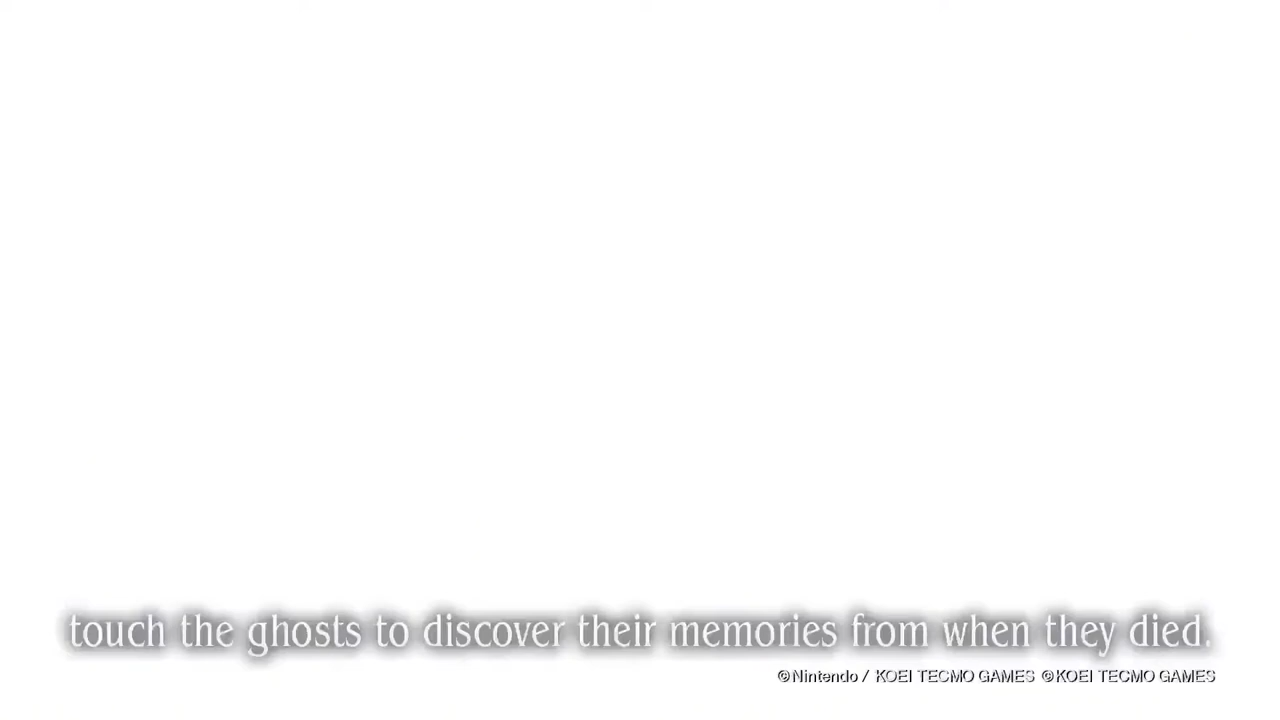 touch the ghosts to discover their memories from when they died.
©Nintendo / KOEI TECMO GAMES ©KOEI TECMO GAMES